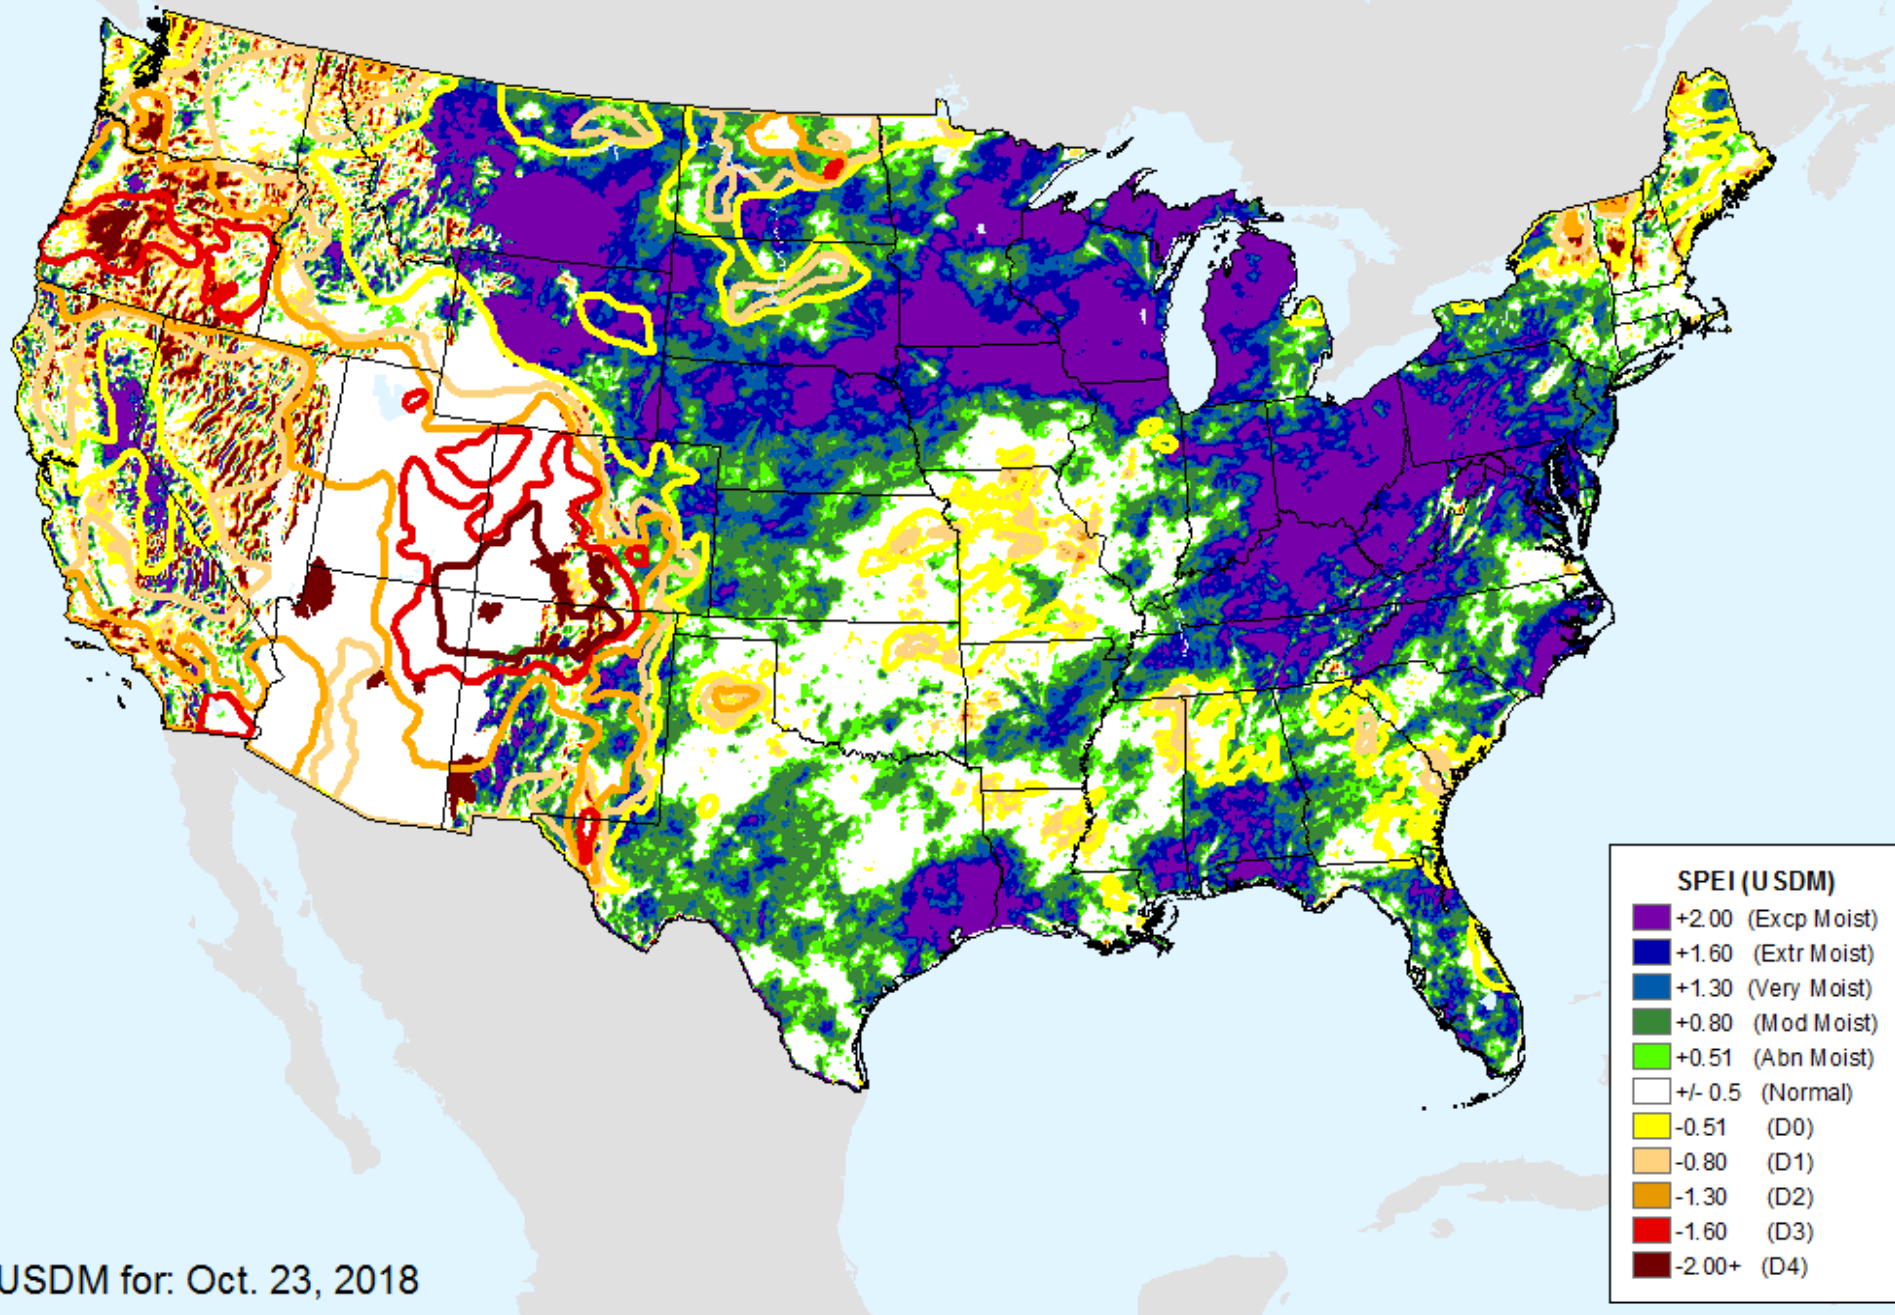 SPEI (USDM)
+2.00 (Excp Moist)
+1.60 (Extr Moist)
+1.30 (Very Moist)
+0.80 (Mod Moist)
+0.51 (Abn Moist)
+/- 0.5 (Normal)
-0.51 (D0)
-0.80 (D1)
-1.30 (D2)
-1.60 (D3)
-2.00+ (D4)
USDM for: Oct. 23, 2018